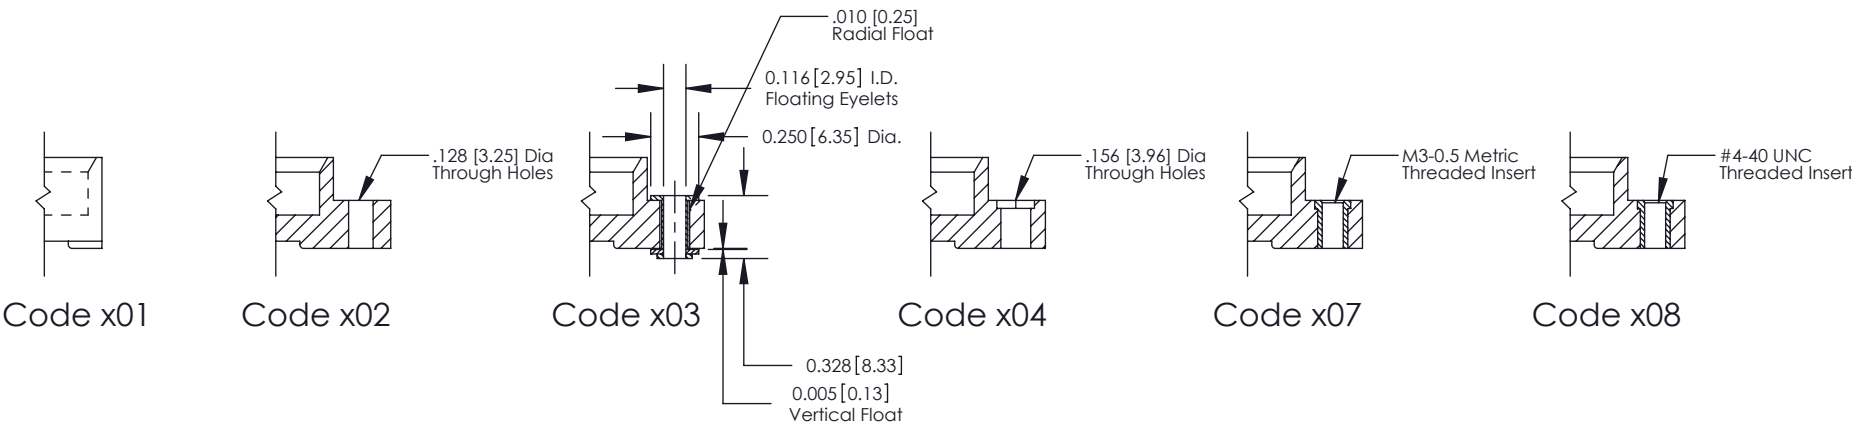 .010 [0.25]
Radial Float
0.116 [2.95] I.D.
Floating Eyelets
0.250 [6.35] Dia.
.128 [3.25] Dia
Through Holes
.156 [3.96] Dia
Through Holes
M3-0.5 Metric
Threaded Insert
#4-40 UNC
Threaded Insert
Code x01
Code x02
Code x03
Code x04
Code x07
Code x08
0.328 [8.33]
0.005 [0.13]
Vertical Float